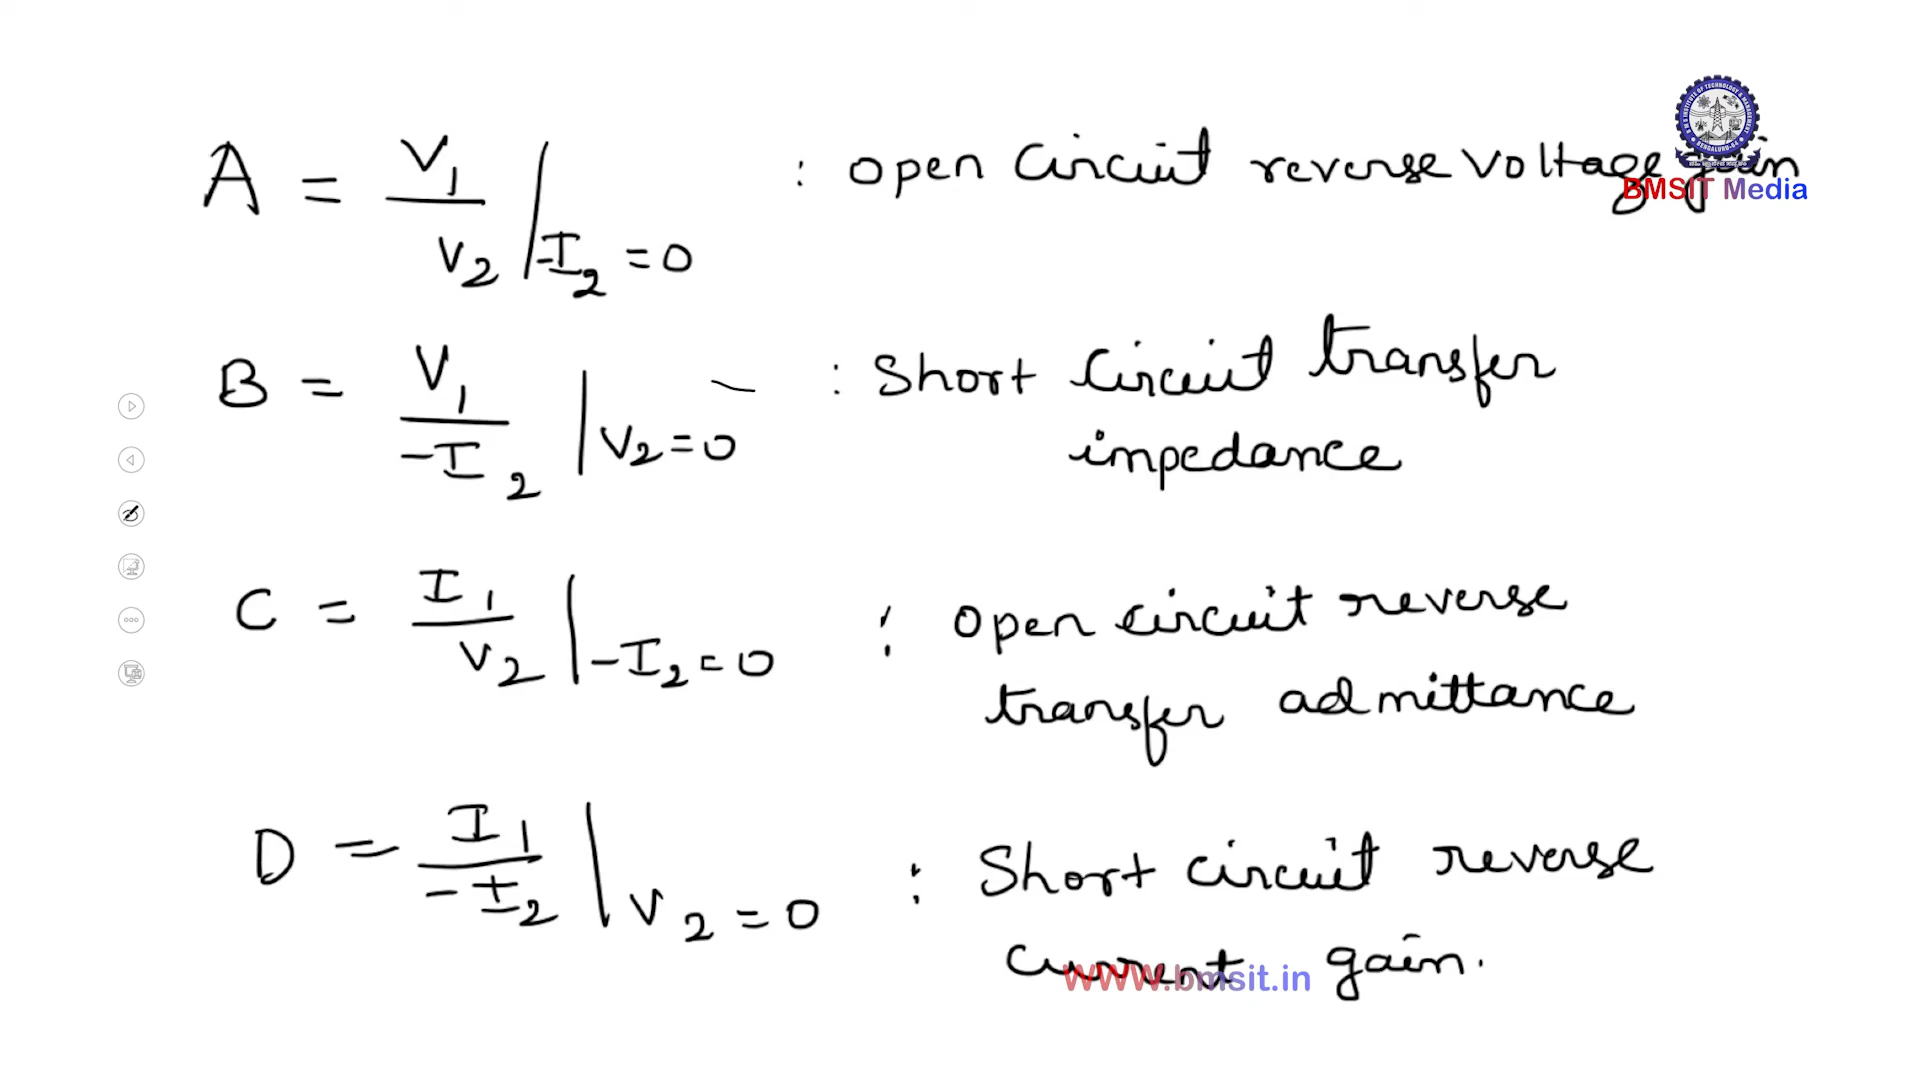 A = V₁ / V₂ | -I₂ = 0 : open circuit reverse voltage gain
BMSIT Media
B = V₁ / -I₂ | V₂ = 0 : Short circuit transfer
impedance
C = I₁ / V₂ | -I₂ = 0 : open circuit reverse
transfer admittance
D = I₁ / -I₂ | V₂ = 0 : Short circuit reverse
current gain.
www.bmsit.in